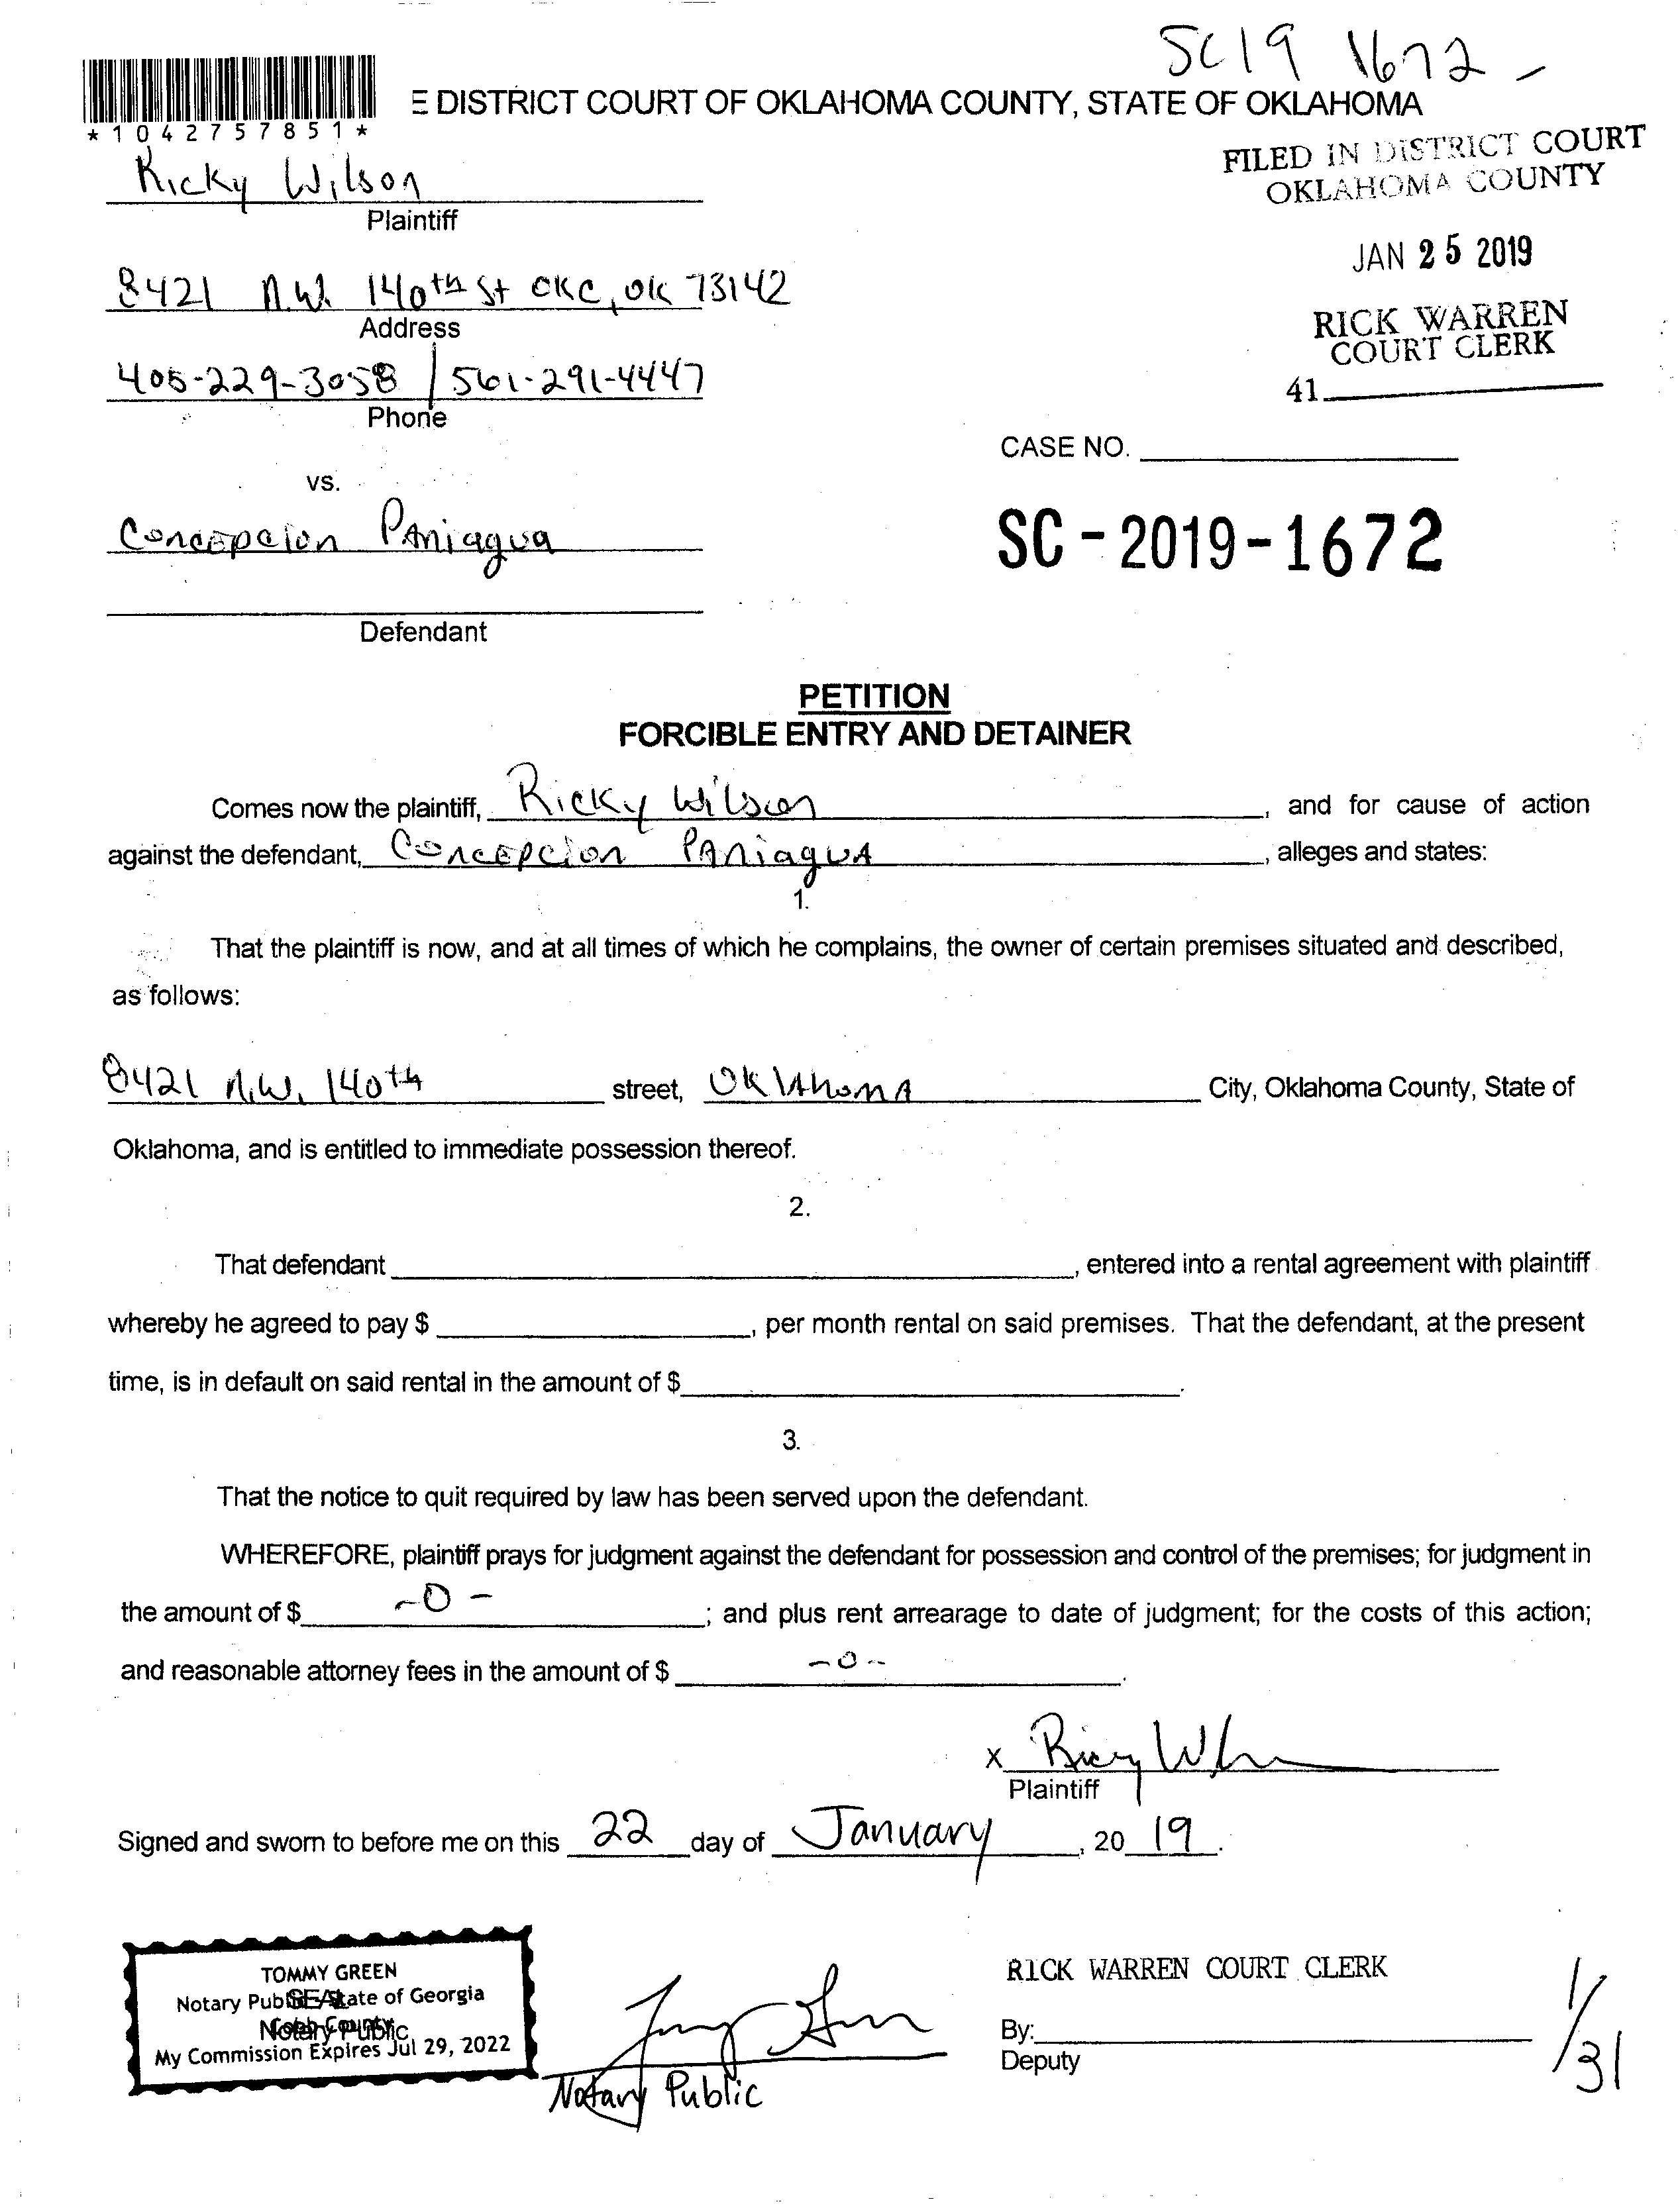 SC19 1672 -
E DISTRICT COURT OF OKLAHOMA COUNTY, STATE OF OKLAHOMA
*1042757851*
FILED IN DISTRICT COURT
OKLAHOMA COUNTY
Ricky Wilson
Plaintiff
JAN 25 2019
8421 N.W. 140th St OKC, OK 73142
Address
RICK WARREN
COURT CLERK
405-229-3058 / 561-291-4447
Phone
41
CASE NO.
vs.
Concepcion Paniagua
SC-2019-1672
Defendant
PETITION
FORCIBLE ENTRY AND DETAINER
Comes now the plaintiff, Ricky Wilson, and for cause of action
against the defendant, Concepcion PAniaguA, alleges and states:
1.
That the plaintiff is now, and at all times of which he complains, the owner of certain premises situated and described,
as follows:
8421 N.W. 140th street, OklAhomA City, Oklahoma County, State of
Oklahoma, and is entitled to immediate possession thereof.
2.
That defendant , entered into a rental agreement with plaintiff
whereby he agreed to pay $ , per month rental on said premises. That the defendant, at the present
time, is in default on said rental in the amount of $ .
3.
That the notice to quit required by law has been served upon the defendant.
WHEREFORE, plaintiff prays for judgment against the defendant for possession and control of the premises; for judgment in
the amount of $ -0- ; and plus rent arrearage to date of judgment; for the costs of this action;
and reasonable attorney fees in the amount of $ -0- .
x Ricky W
Plaintiff
Signed and sworn to before me on this 22 day of January, 2019.
TOMMY GREEN
Notary Public State of Georgia
SEAL
Cobb County
Notary Public
My Commission Expires Jul 29, 2022
Notary Public
RICK WARREN COURT CLERK
By:
Deputy
1/31